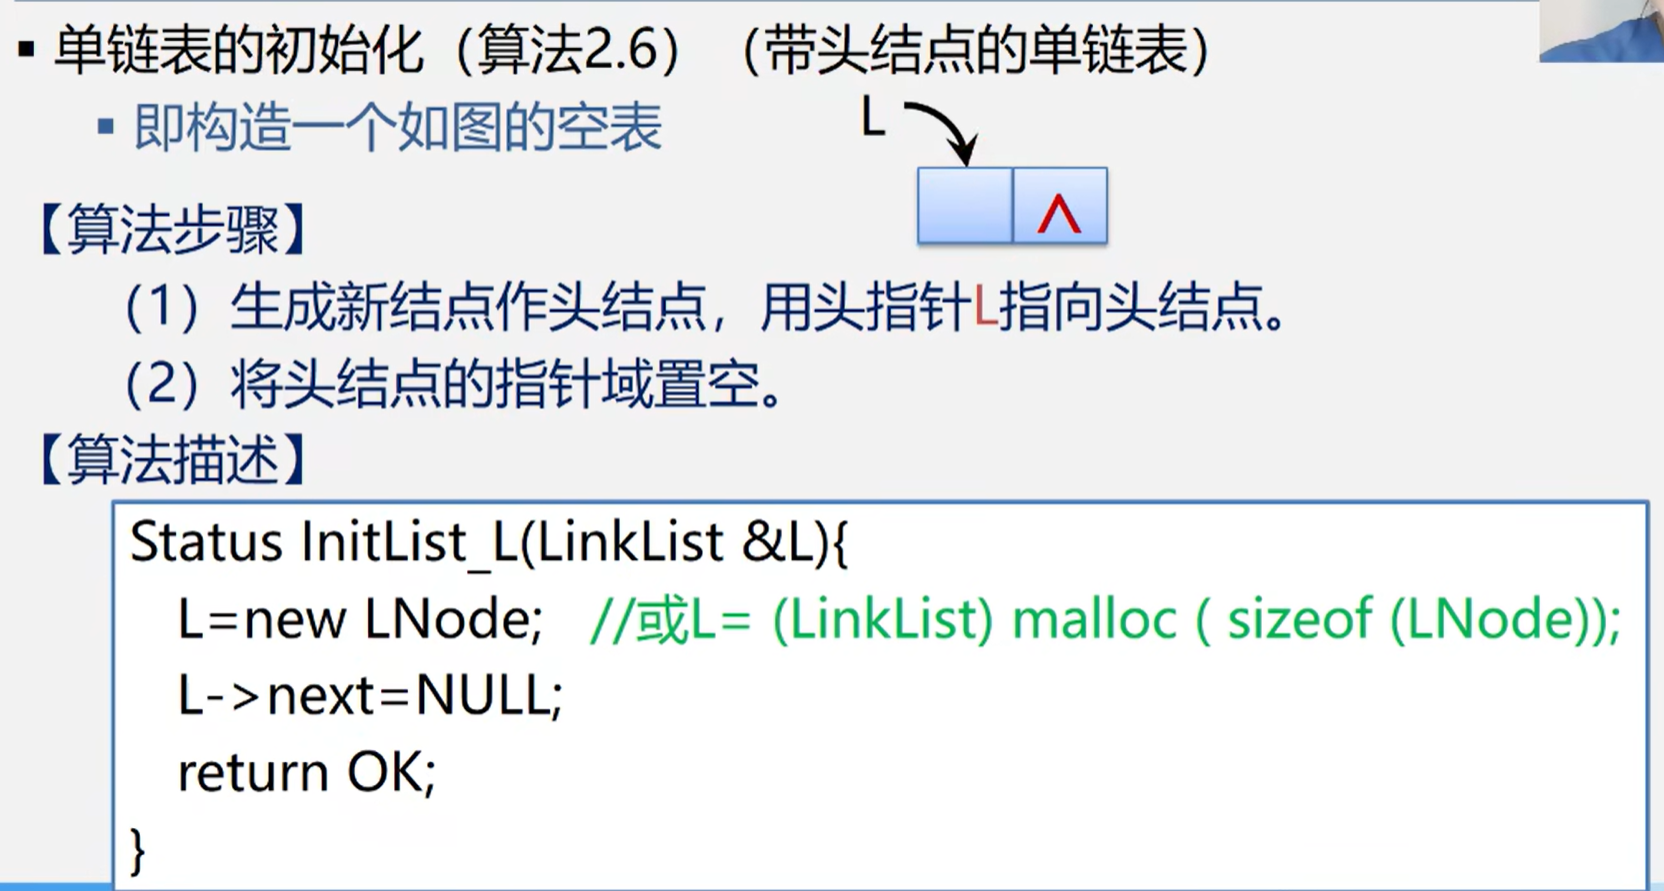 ▪ 单链表的初始化（算法2.6）（带头结点的单链表）
▪ 即构造一个如图的空表
L
∧
【算法步骤】
（1）生成新结点作头结点，用头指针L指向头结点。
（2）将头结点的指针域置空。
【算法描述】
Status InitList_L(LinkList &L){
L=new LNode; //或L= (LinkList) malloc ( sizeof (LNode));
L->next=NULL;
return OK;
}